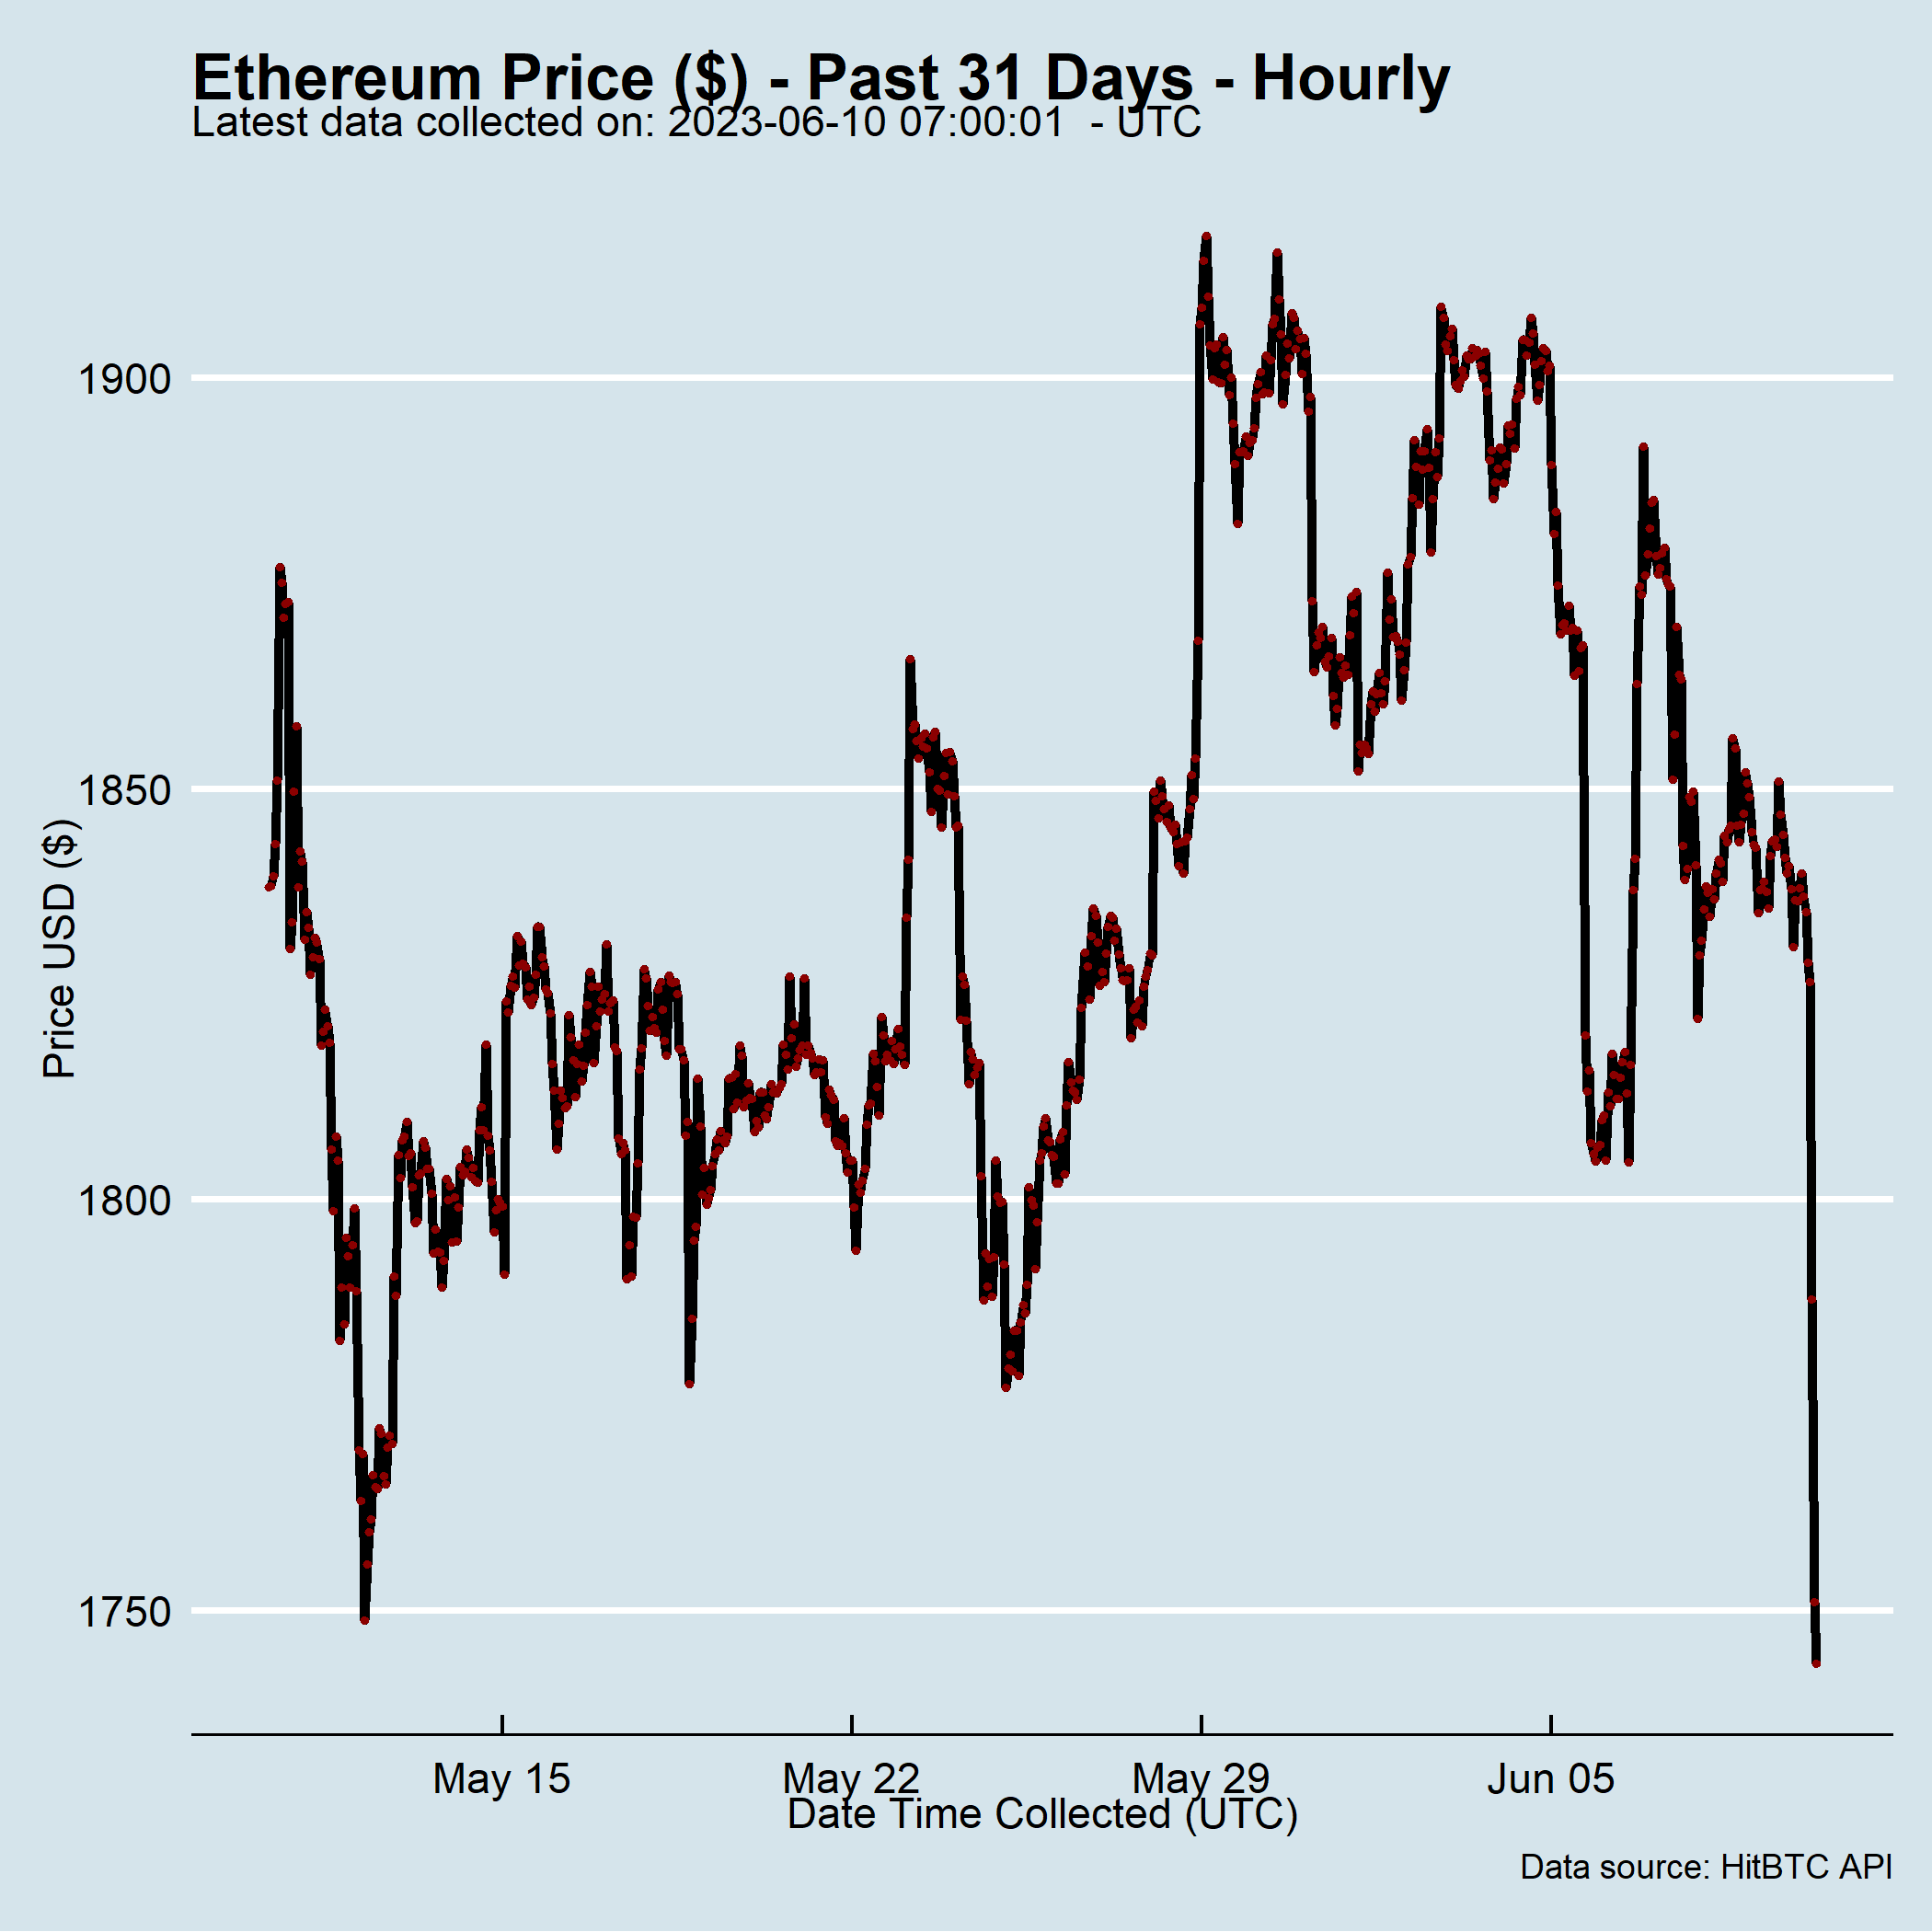 Ethereum Price ($) - Past 31 Days - Hourly
Latest data collected on: 2023-06-10 07:00:01  - UTC
Price USD ($)
1900
1850
1800
1750
May 15
May 22
May 29
Jun 05
Date Time Collected (UTC)
Data source: HitBTC API